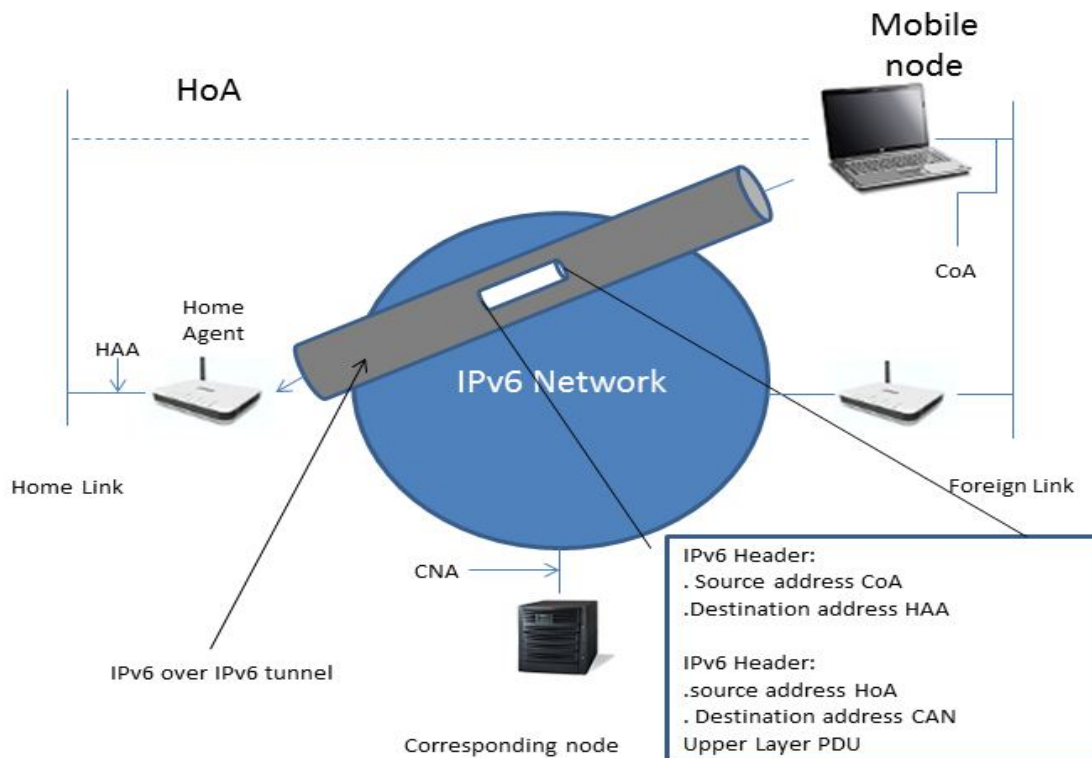 Mobile
node
HoA
CoA
Home
Agent
HAA
IPv6 Network
Home Link
Foreign Link
CNA
IPv6 over IPv6 tunnel
Corresponding node
IPv6 Header:
. Source address CoA
.Destination address HAA
IPv6 Header:
.source address HoA
. Destination address CAN
Upper Layer PDU